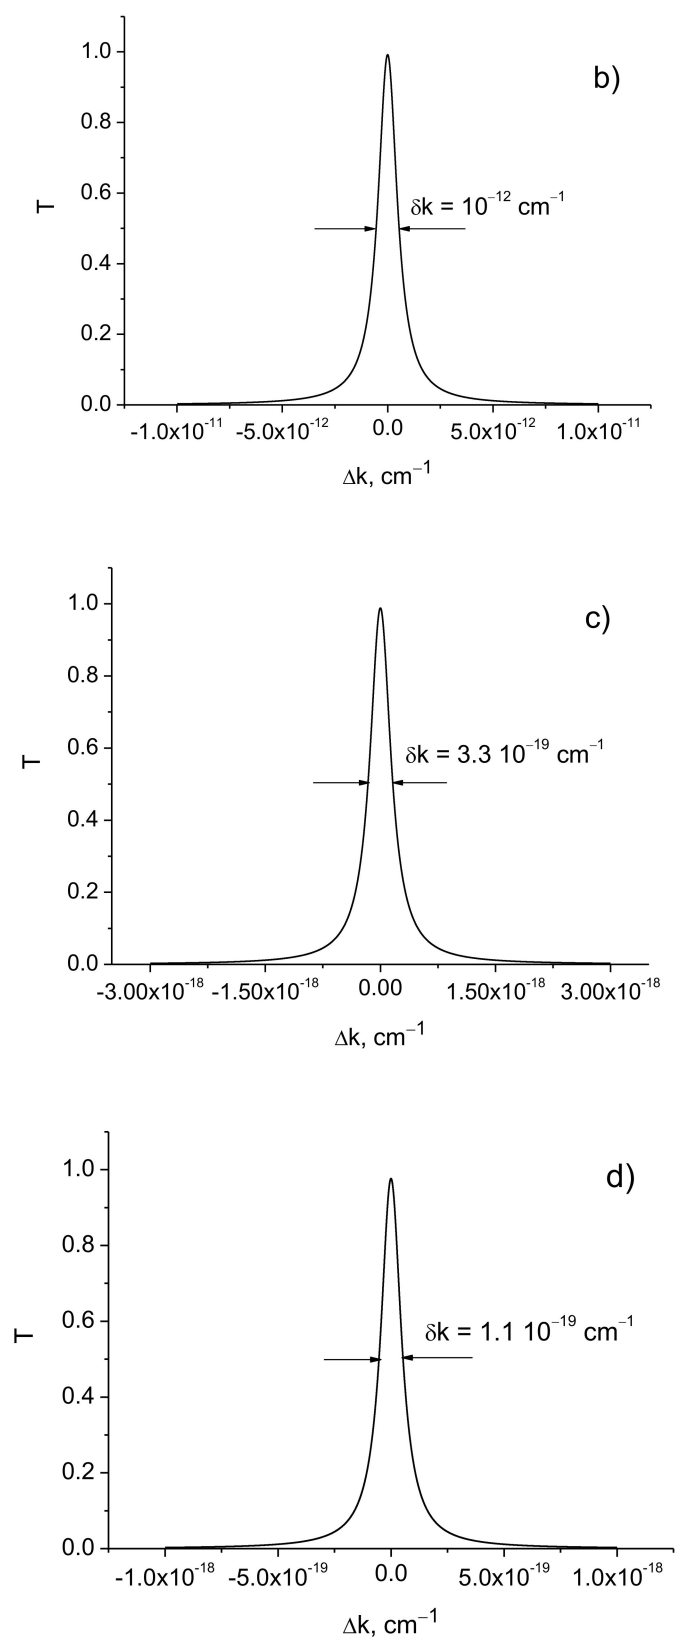 b)
1.0
0.8
0.6
0.4
0.2
0.0
T
δk = 10⁻¹² cm⁻¹
-1.0x10⁻¹¹ -5.0x10⁻¹² 0.0 5.0x10⁻¹² 1.0x10⁻¹¹
Δk, cm⁻¹
c)
1.0
0.8
0.6
0.4
0.2
0.0
T
δk = 3.3 10⁻¹⁹ cm⁻¹
-3.00x10⁻¹⁸ -1.50x10⁻¹⁸ 0.00 1.50x10⁻¹⁸ 3.00x10⁻¹⁸
Δk, cm⁻¹
d)
1.0
0.8
0.6
0.4
0.2
0.0
T
δk = 1.1 10⁻¹⁹ cm⁻¹
-1.0x10⁻¹⁸ -5.0x10⁻¹⁹ 0.0 5.0x10⁻¹⁹ 1.0x10⁻¹⁸
Δk, cm⁻¹